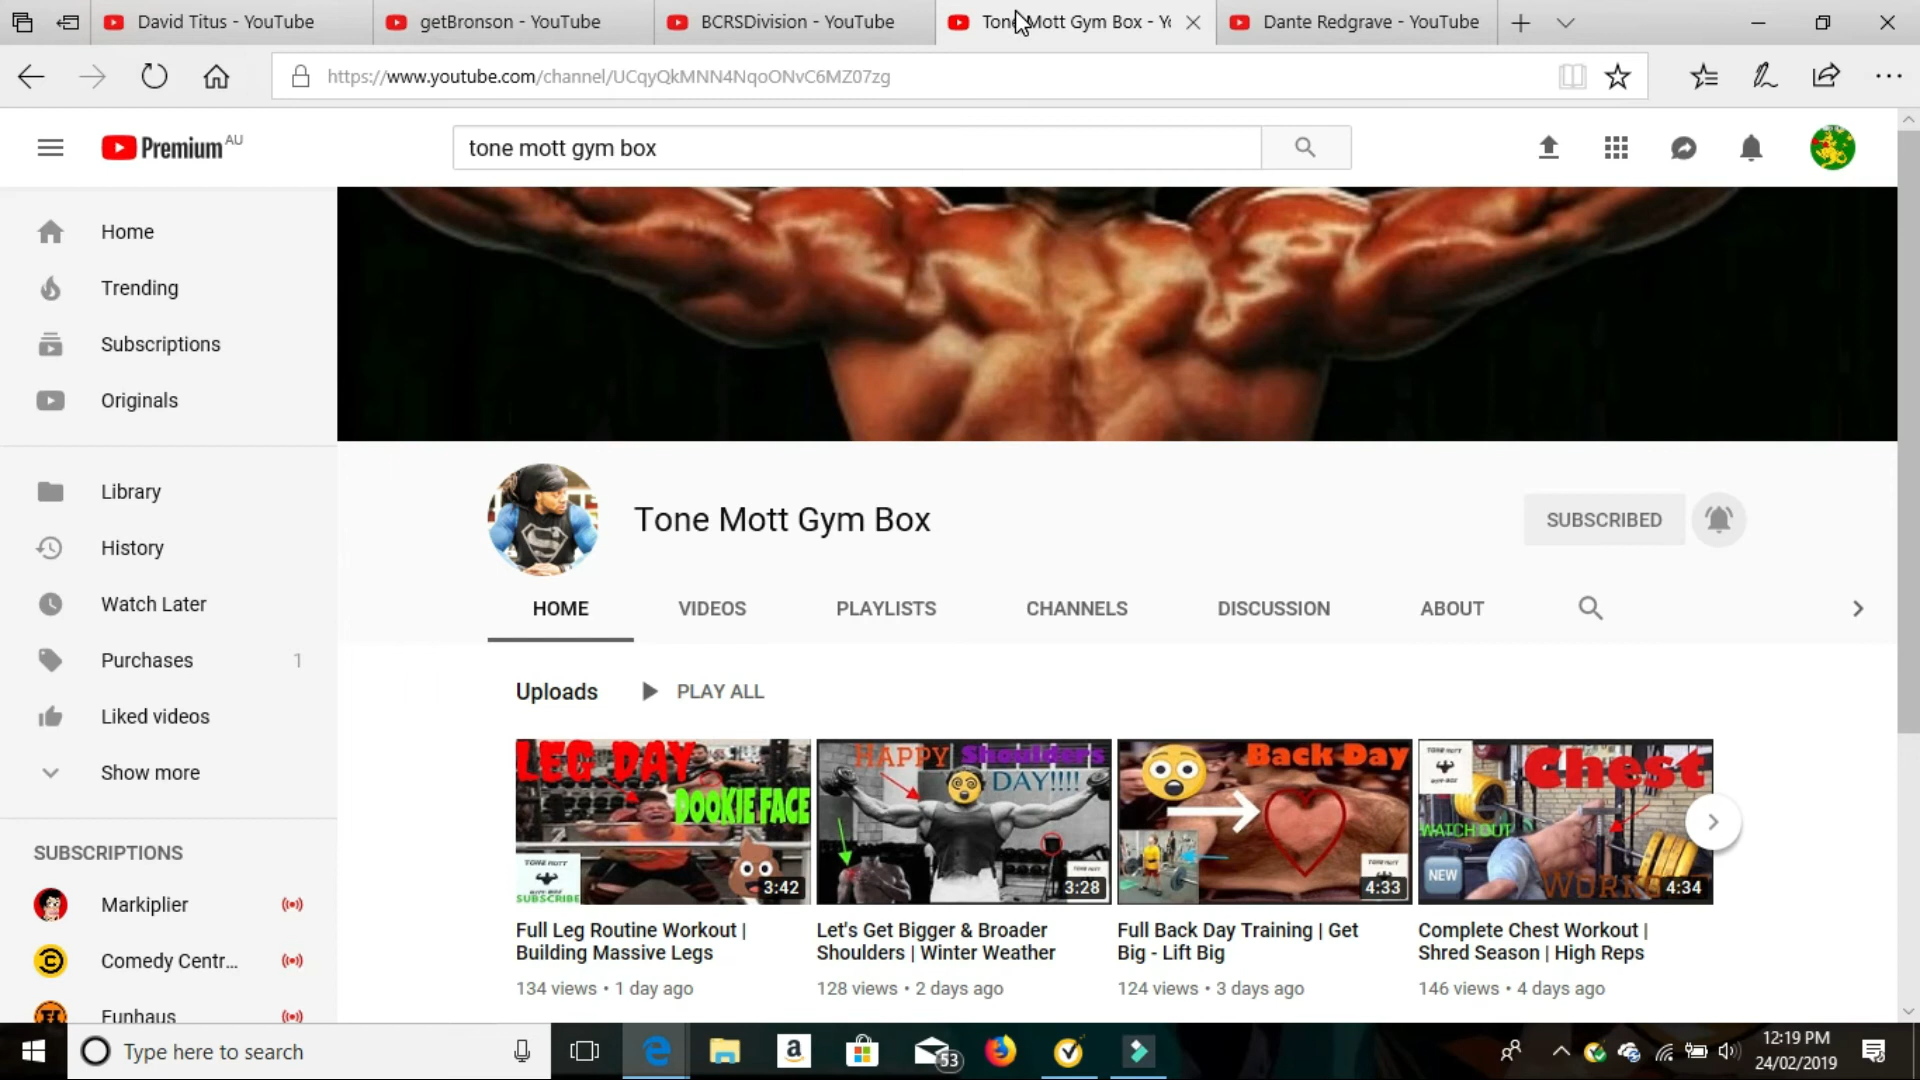 David Titus - YouTube
getBronson - YouTube
BCRSDivision - YouTube
Tone Mott Gym Box - Yo
Dante Redgrave - YouTube
https://www.youtube.com/channel/UCqyQkMNN4NqoONvC6MZ07zg
Premium AU
tone mott gym box
Home
Trending
Subscriptions
Originals
Library
History
Watch Later
Purchases 1
Liked videos
Show more
SUBSCRIPTIONS
Markiplier
Comedy Centr...
Funhaus
Tone Mott Gym Box
SUBSCRIBED
HOME VIDEOS PLAYLISTS CHANNELS DISCUSSION ABOUT
Uploads PLAY ALL
LEG DAY
DOOKIE FACE
TONE MOTT
SUBSCRIBE
3:42
HAPPY Shoulders
DAY!!!!
3:28
Back Day
4:33
Chest
WATCH OUT
NEW
4:34
Full Leg Routine Workout |
Building Massive Legs
134 views • 1 day ago
Let's Get Bigger & Broader
Shoulders | Winter Weather
128 views • 2 days ago
Full Back Day Training | Get
Big - Lift Big
124 views • 3 days ago
Complete Chest Workout |
Shred Season | High Reps
146 views • 4 days ago
Type here to search
53
12:19 PM
24/02/2019